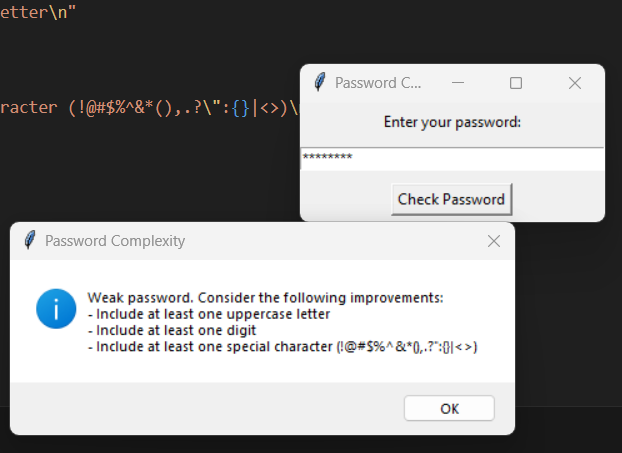 etter\n"
racter (!@#$%^&*(),.?\":{}|<>)\
Password C...
Enter your password:
********
Check Password
Password Complexity
Weak password. Consider the following improvements:
- Include at least one uppercase letter
- Include at least one digit
- Include at least one special character (!@#$%^&*(),.?":{}|<>)
OK